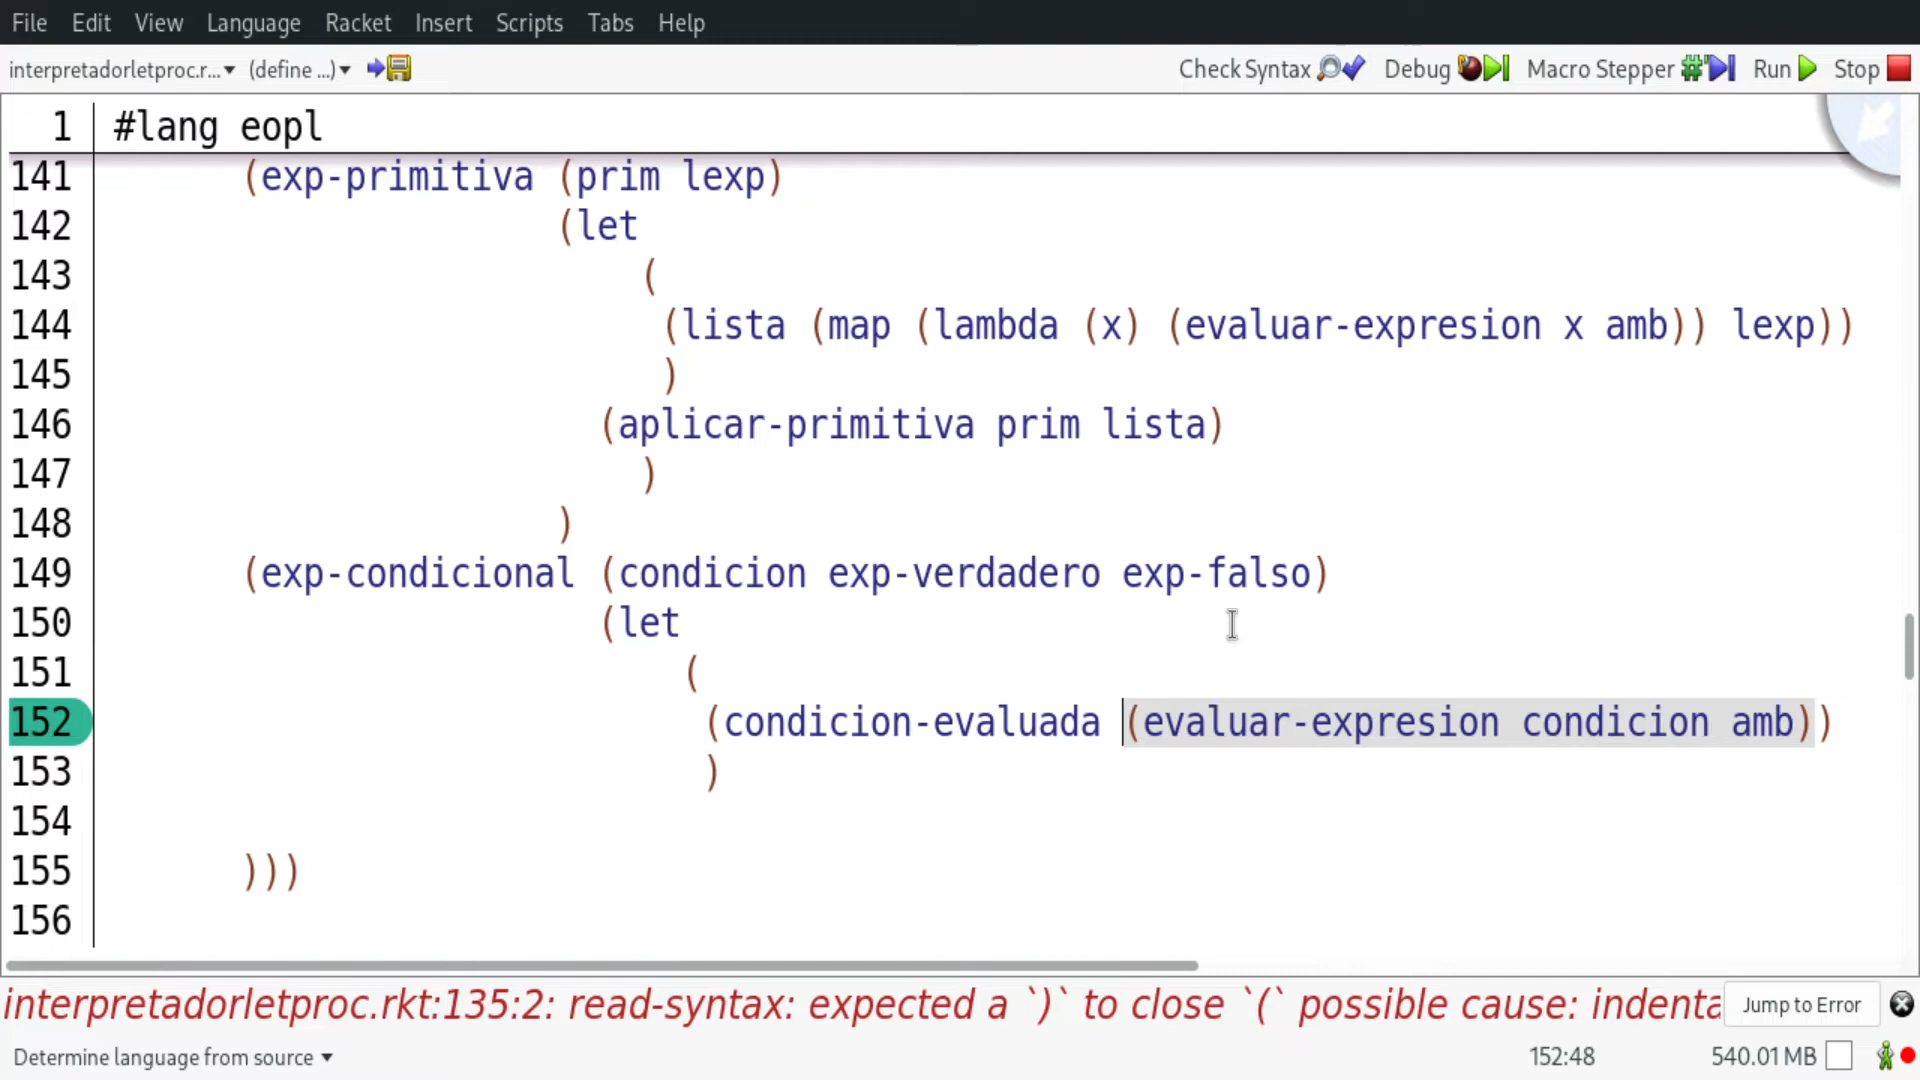 File Edit View Language Racket Insert Scripts Tabs Help
interpretadorletproc.r...▾ (define ...)▾ Check Syntax Debug Macro Stepper Run Stop
1 #lang eopl
141 (exp-primitiva (prim lexp)
142 (let
143 (
144 (lista (map (lambda (x) (evaluar-expresion x amb)) lexp))
145 )
146 (aplicar-primitiva prim lista)
147 )
148 )
149 (exp-condicional (condicion exp-verdadero exp-falso)
150 (let
151 (
152 (condicion-evaluada (evaluar-expresion condicion amb))
153 )
154
155 )))
156
interpretadorletproc.rkt:135:2: read-syntax: expected a `)` to close `(` possible cause: indenta Jump to Error
Determine language from source ▾ 152:48 540.01 MB